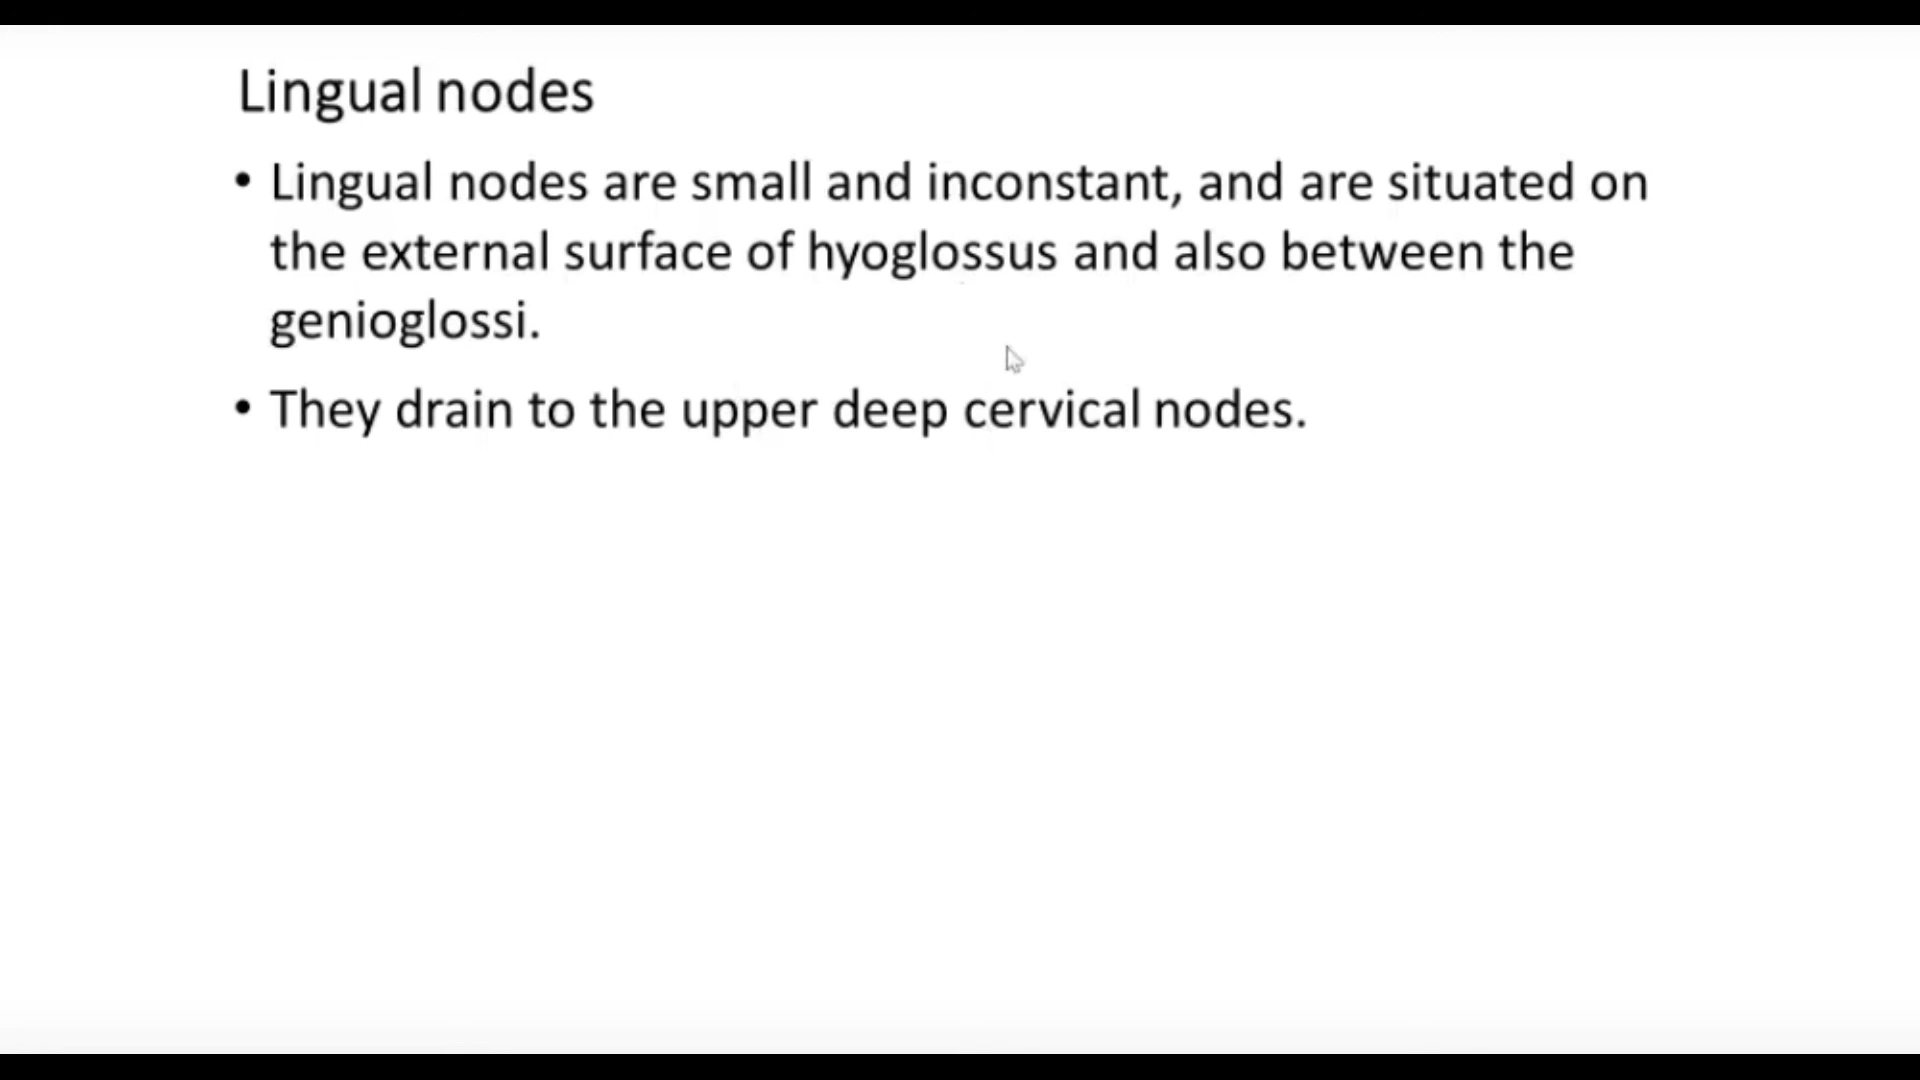 Lingual nodes
• Lingual nodes are small and inconstant, and are situated on
the external surface of hyoglossus and also between the
genioglossi.
• They drain to the upper deep cervical nodes.